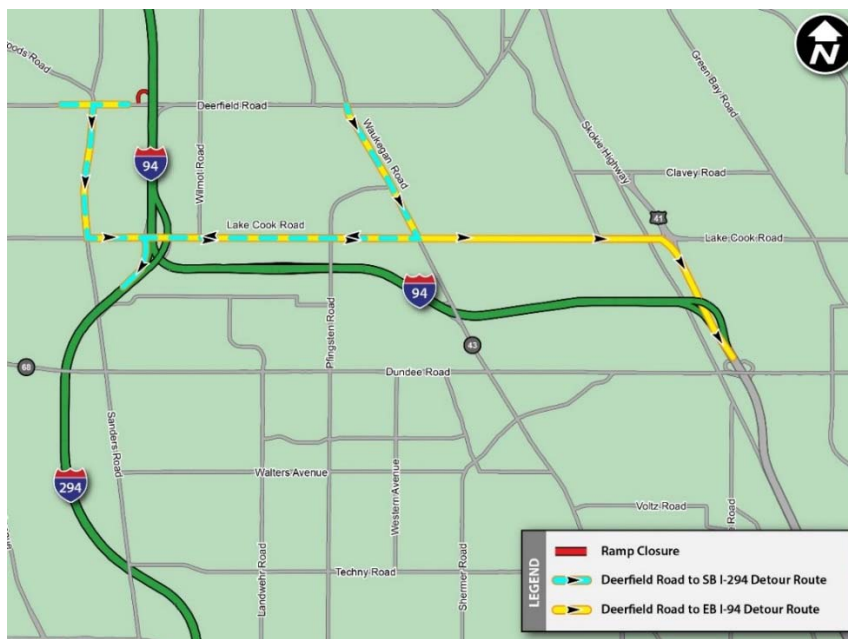 oods Road
N
Deerfield Road
Green Bay Road
Waukegan Road
Skokie Highway
94
Wilmot Road
Clavey Road
41
Lake Cook Road
Lake Cook Road
94
Pfingsten Road
43
68
Dundee Road
Sanders Road
Walters Avenue
Western Avenue
294
Voltz Road
Road
Landwehr Road
Techny Road
Shermer Road
LEGEND
Ramp Closure
Deerfield Road to SB I-294 Detour Route
Deerfield Road to EB I-94 Detour Route